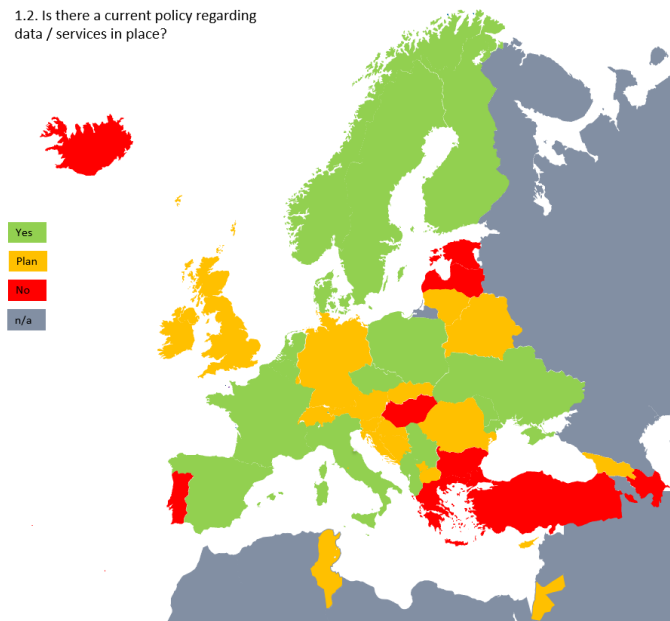 1.2. Is there a current policy regarding
data / services in place?
Yes
Plan
No
n/a